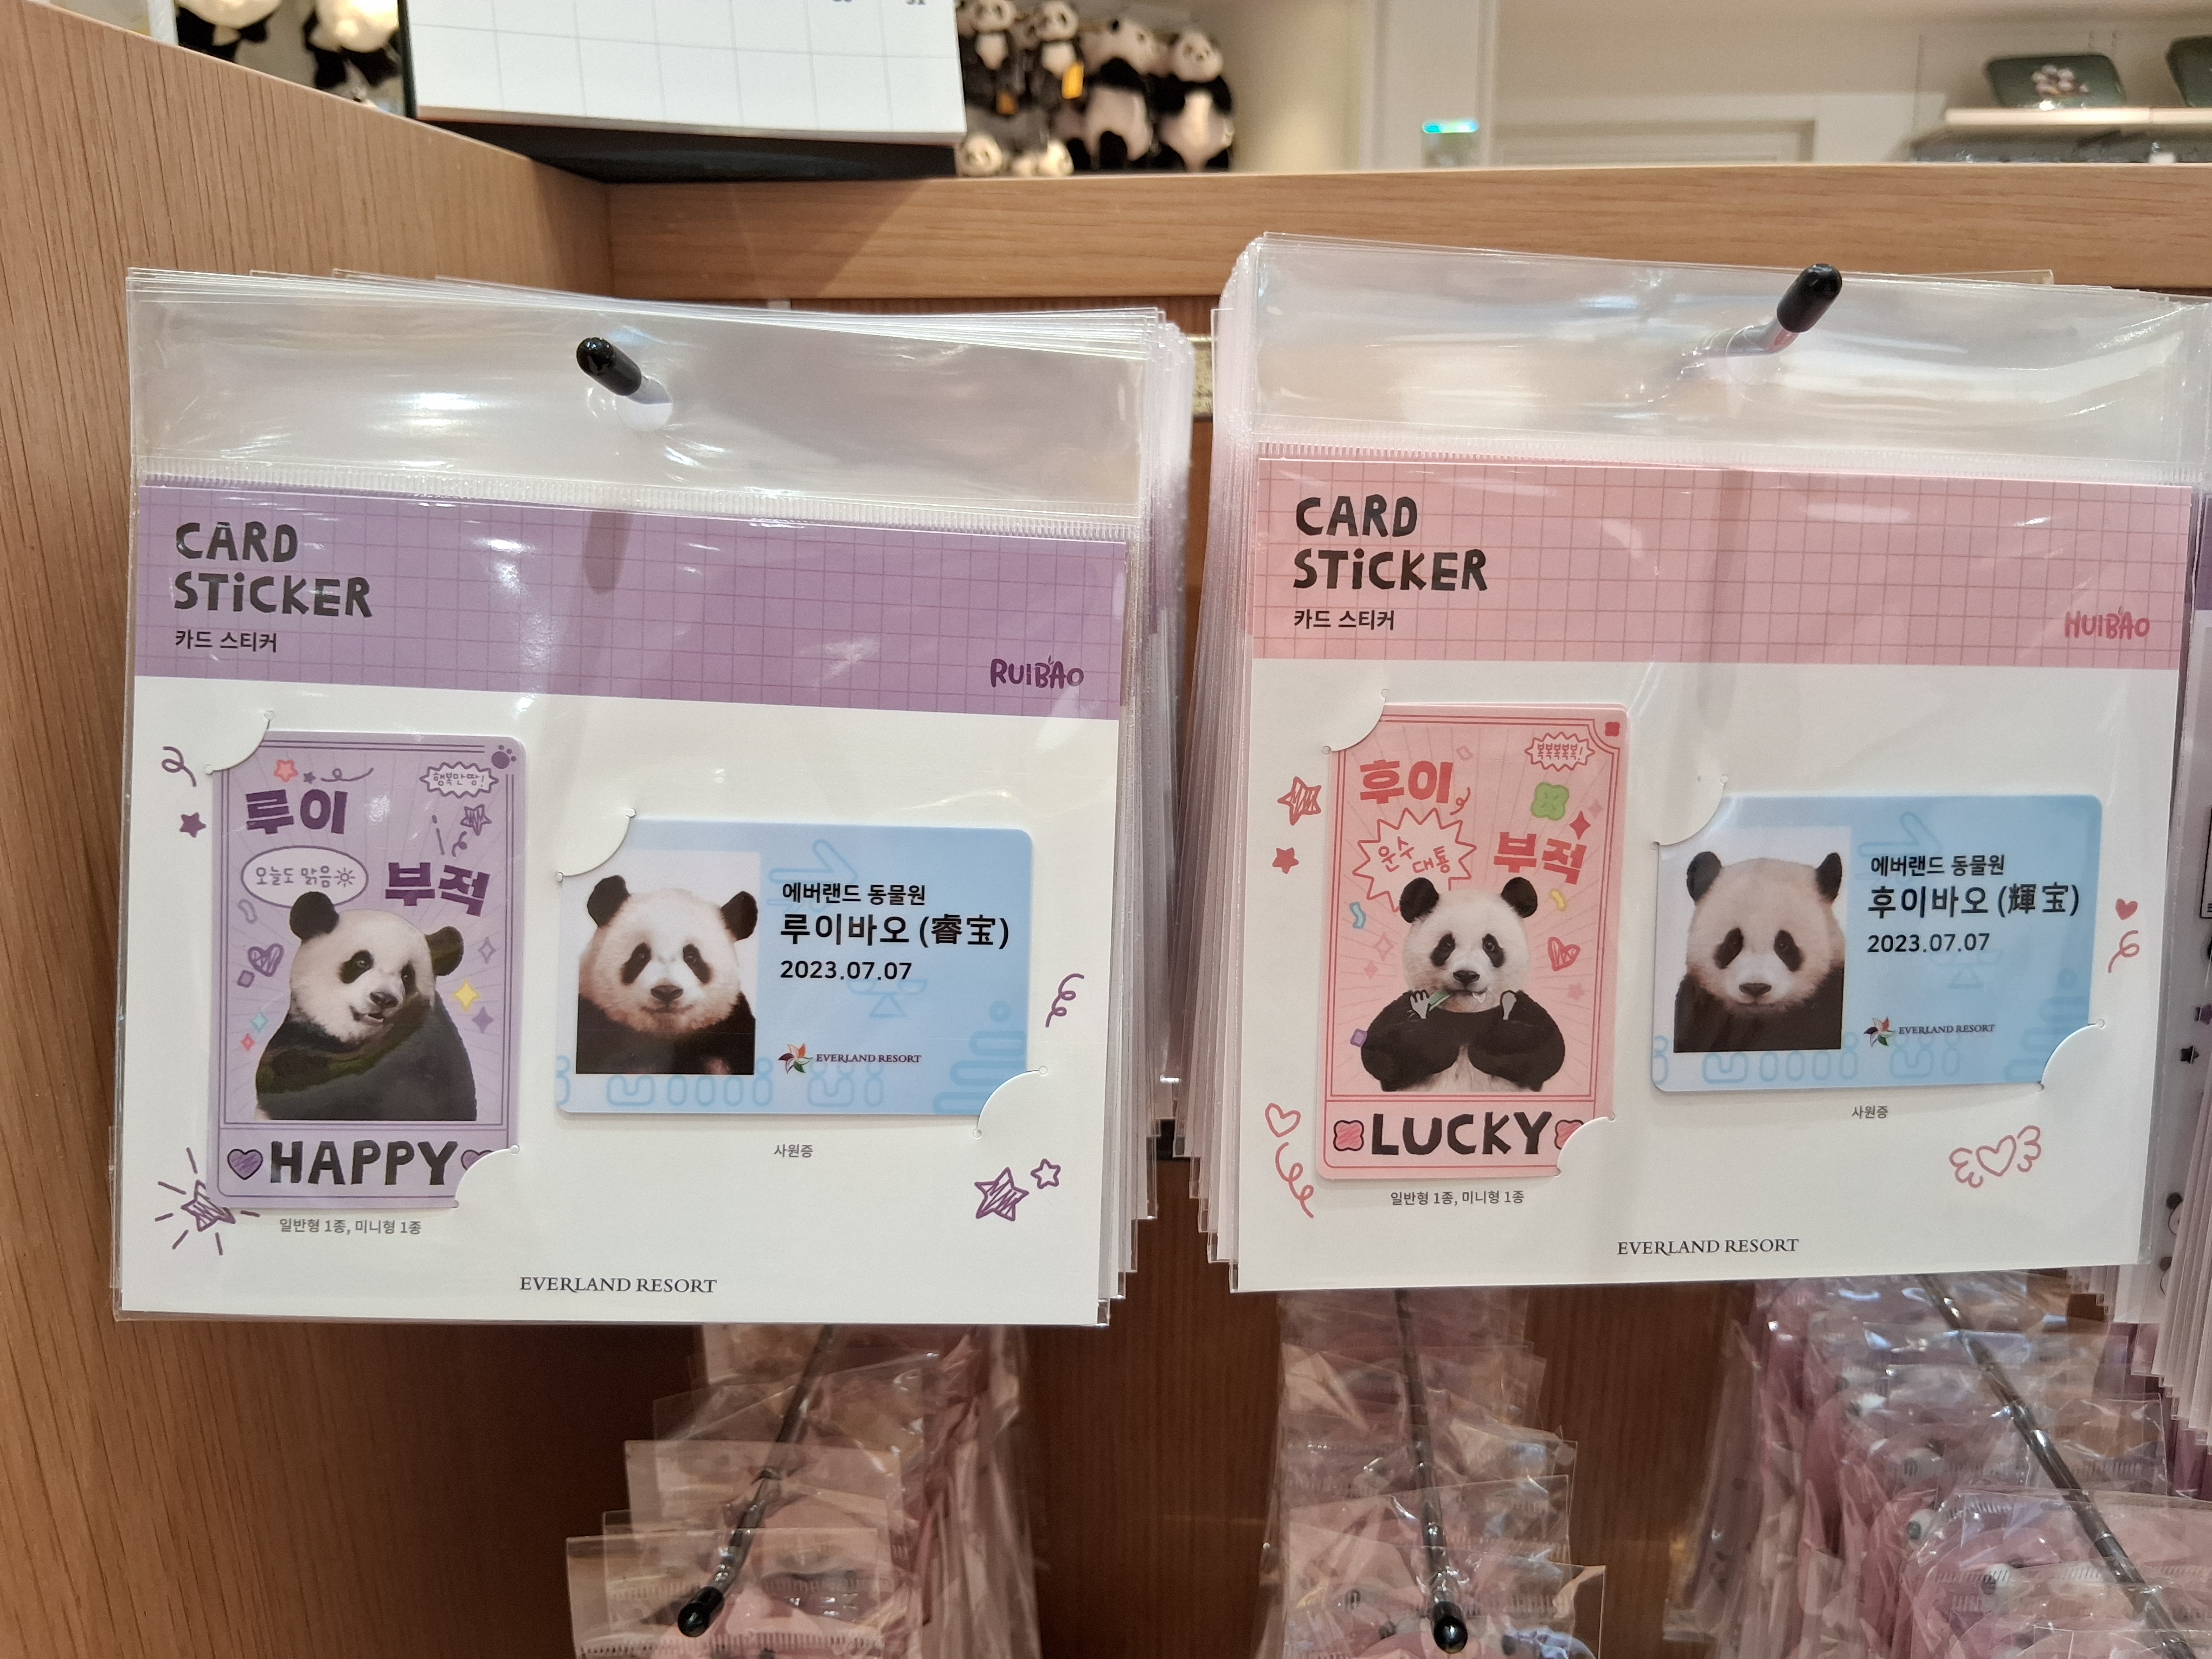 CARD
STiCKER
카드 스티커
RUIBAO
행복만땅!
루이
오늘도 맑음
부적
HAPPY
일반형 1종, 미니형 1종
에버랜드 동물원
루이바오 (睿宝)
2023.07.07
EVERLAND RESORT
사원증
EVERLAND RESORT
CARD
STiCKER
카드 스티커
HUIBAO
복복복복복!
후이
운수
대통
부적
LUCKY
일반형 1종, 미니형 1종
에버랜드 동물원
후이바오 (輝宝)
2023.07.07
EVERLAND RESORT
사원증
EVERLAND RESORT